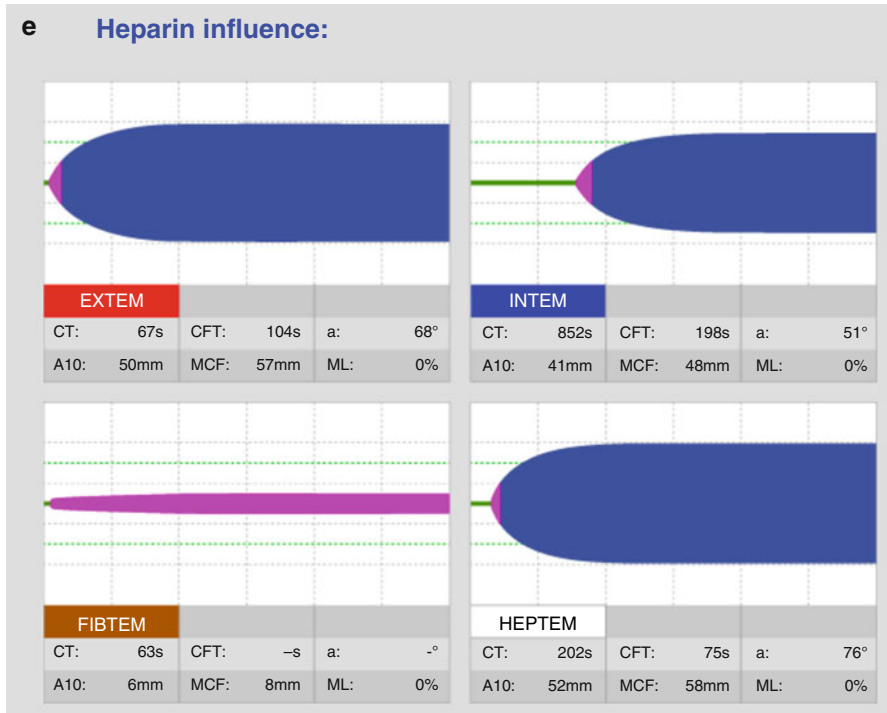 e Heparin influence:
EXTEM
CT: 67s CFT: 104s a: 68°
A10: 50mm MCF: 57mm ML: 0%
INTEM
CT: 852s CFT: 198s a: 51°
A10: 41mm MCF: 48mm ML: 0%
FIBTEM
CT: 63s CFT: –s a: -°
A10: 6mm MCF: 8mm ML: 0%
HEPTEM
CT: 202s CFT: 75s a: 76°
A10: 52mm MCF: 58mm ML: 0%